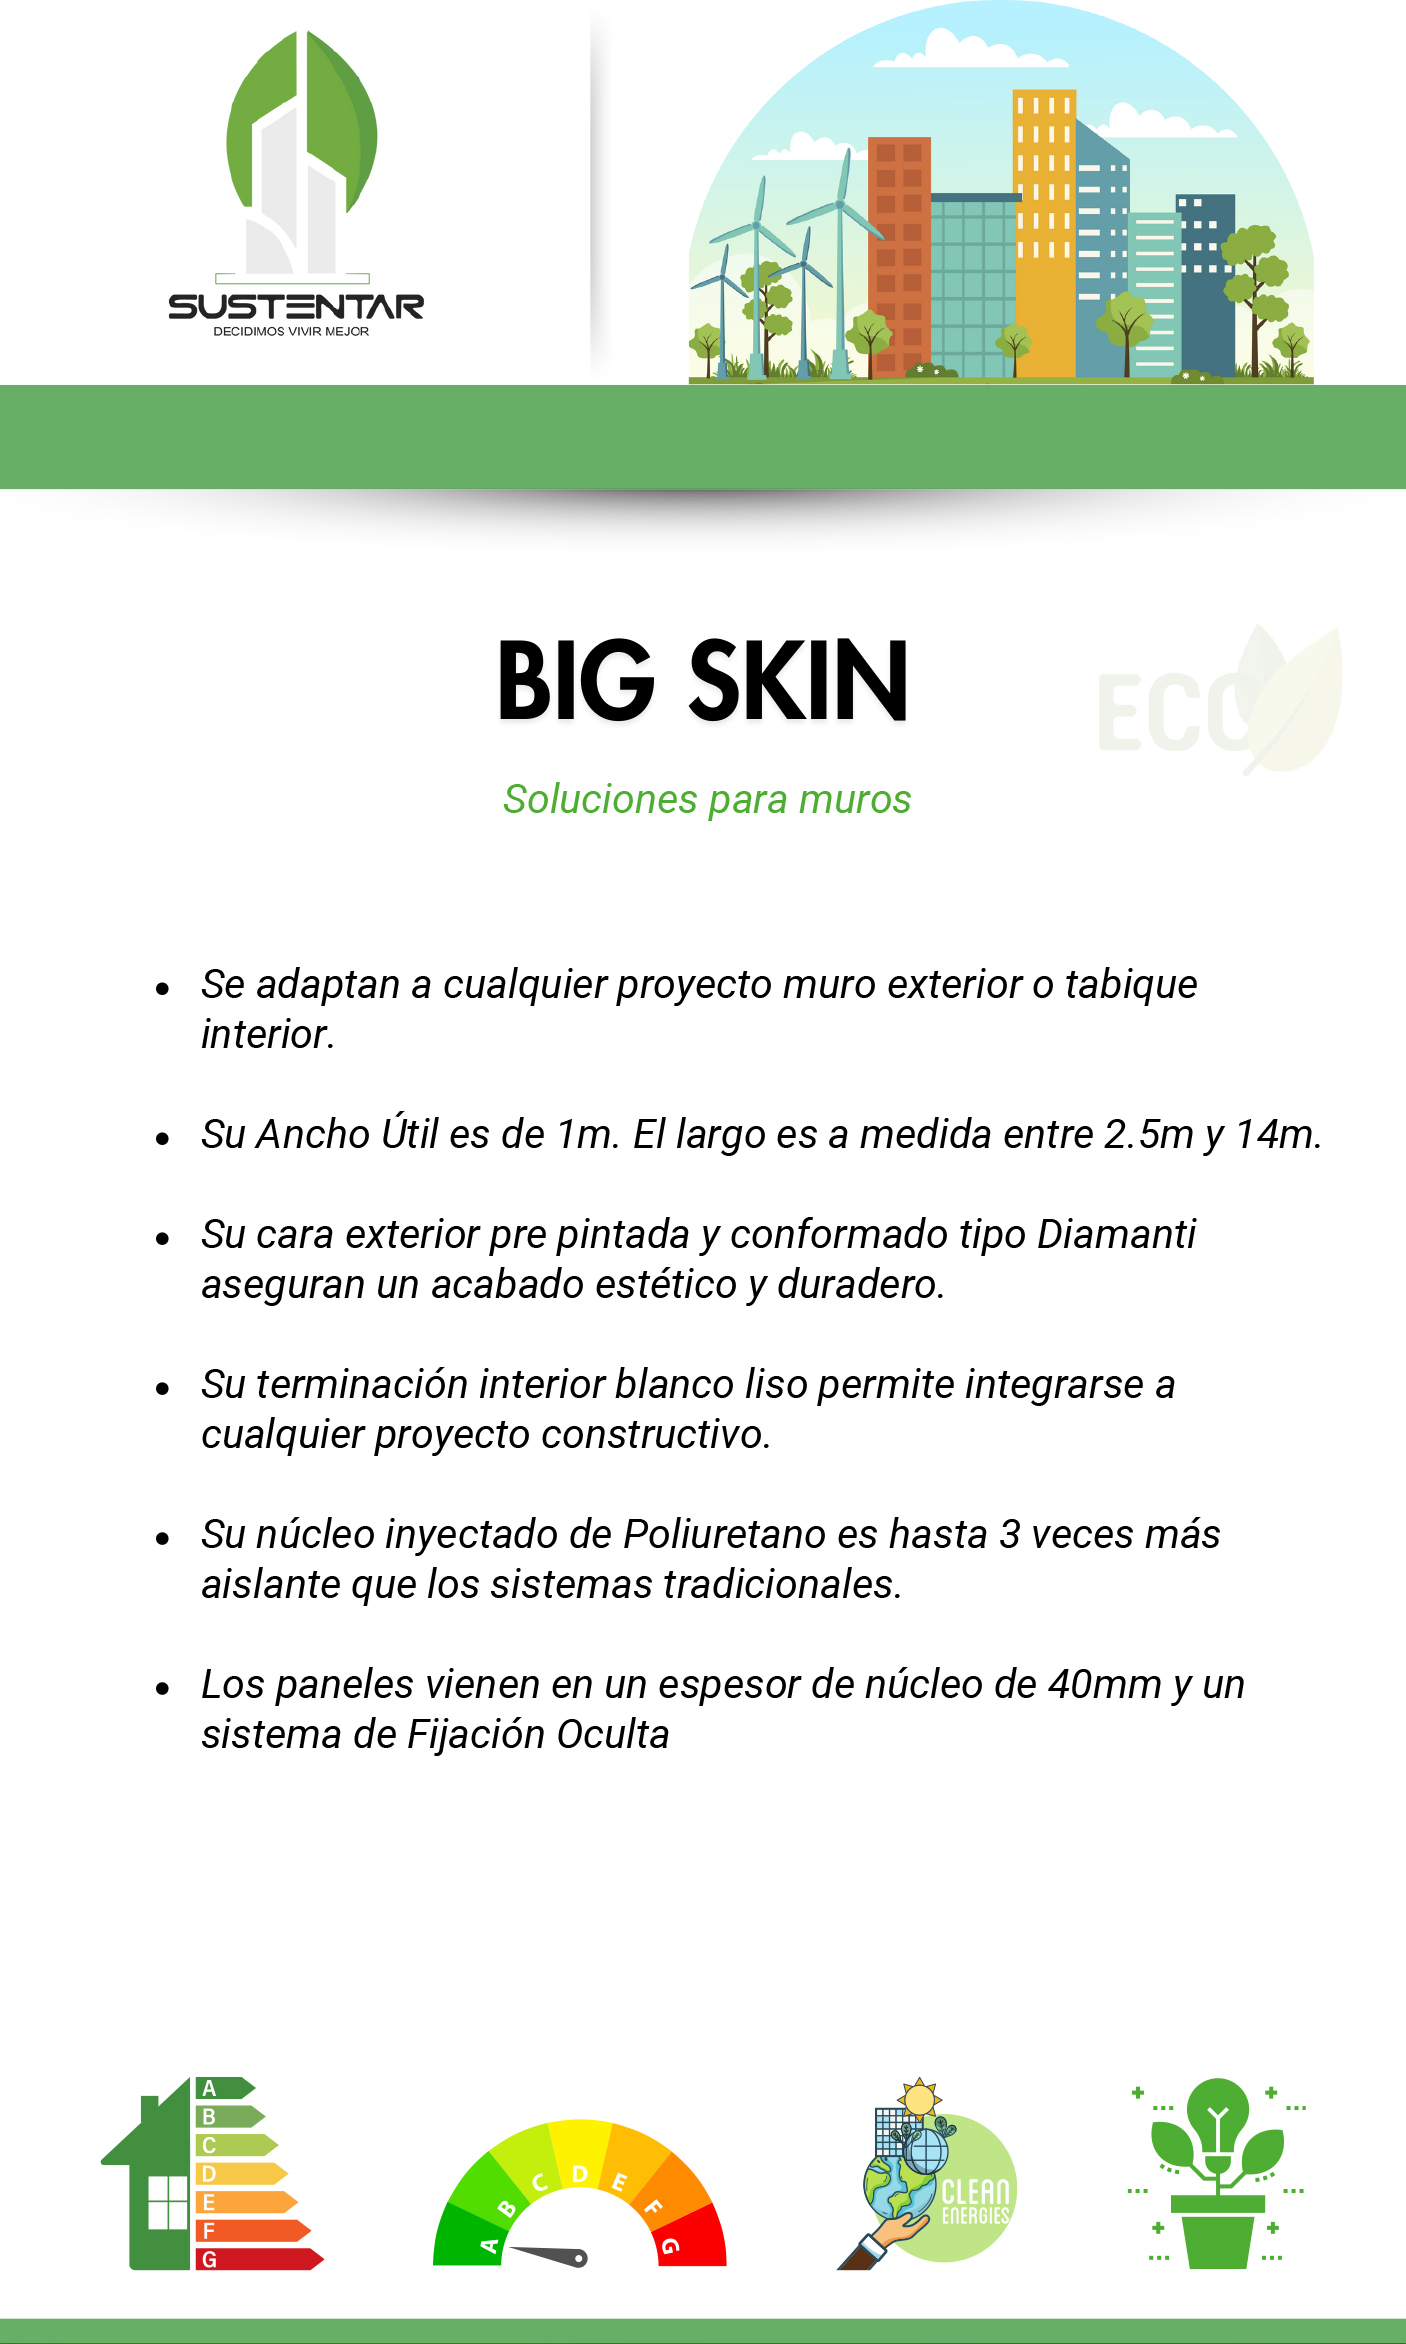 SUSTENTAR
DECIDIMOS VIVIR MEJOR
BIG SKIN
ECO
Soluciones para muros
• Se adaptan a cualquier proyecto muro exterior o tabique
interior.
• Su Ancho Útil es de 1m. El largo es a medida entre 2.5m y 14m.
• Su cara exterior pre pintada y conformado tipo Diamanti
aseguran un acabado estético y duradero.
• Su terminación interior blanco liso permite integrarse a
cualquier proyecto constructivo.
• Su núcleo inyectado de Poliuretano es hasta 3 veces más
aislante que los sistemas tradicionales.
• Los paneles vienen en un espesor de núcleo de 40mm y un
sistema de Fijación Oculta
A
B
C
D
E
F
G
A B C D E F G
CLEAN
ENERGIES